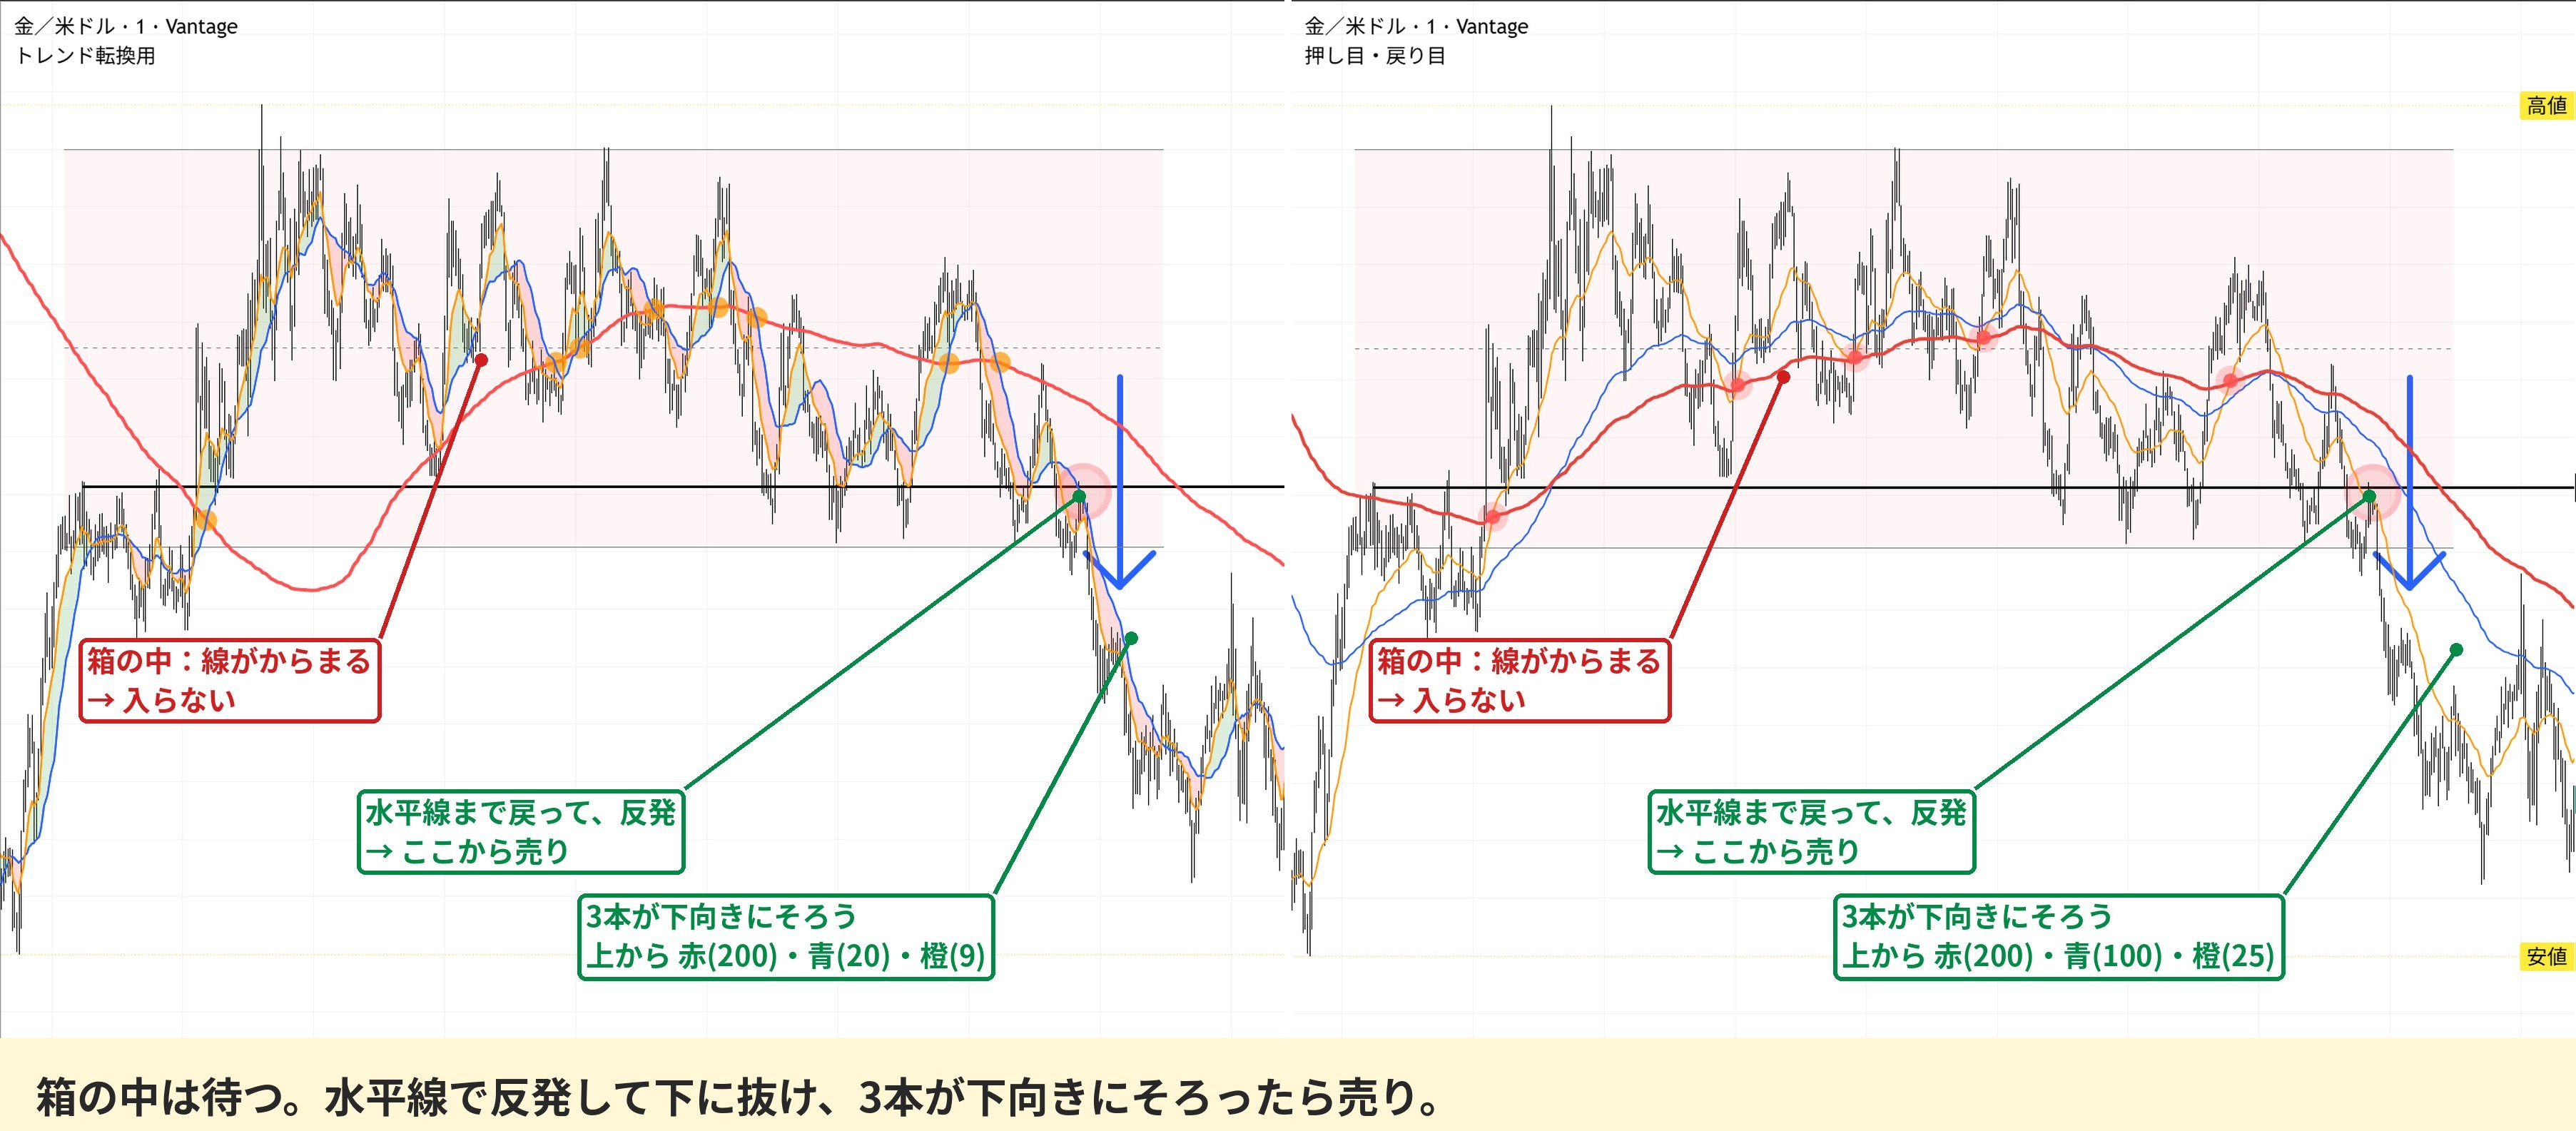 金／米ドル・1・Vantage
トレンド転換用
箱の中：線がからまる
→ 入らない
水平線まで戻って、反発
→ ここから売り
3本が下向きにそろう
上から 赤(200)・青(20)・橙(9)
金／米ドル・1・Vantage
押し目・戻り目
高値
箱の中：線がからまる
→ 入らない
水平線まで戻って、反発
→ ここから売り
3本が下向きにそろう
上から 赤(200)・青(100)・橙(25)
安値
箱の中は待つ。水平線で反発して下に抜け、3本が下向きにそろったら売り。